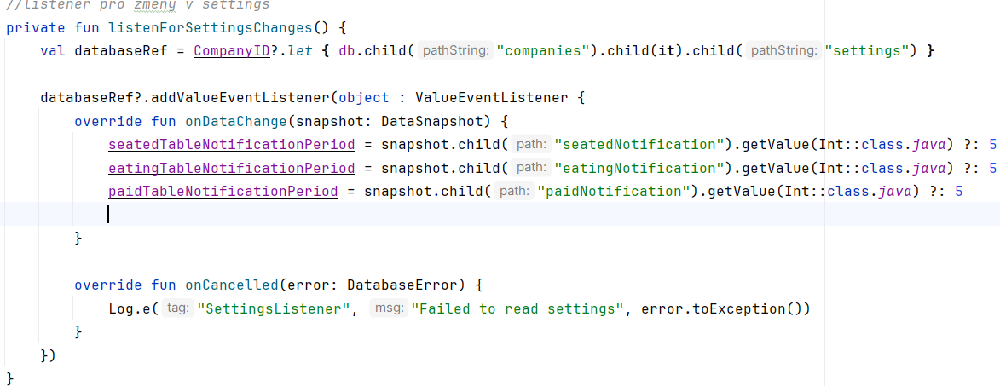 //listener pro zmeny v settings
private fun listenForSettingsChanges() {
val databaseRef = CompanyID?.let { db.child( pathString: "companies").child(it).child( pathString: "settings") }
databaseRef?.addValueEventListener(object : ValueEventListener {
override fun onDataChange(snapshot: DataSnapshot) {
seatedTableNotificationPeriod = snapshot.child( path: "seatedNotification").getValue(Int::class.java) ?: 5
eatingTableNotificationPeriod = snapshot.child( path: "eatingNotification").getValue(Int::class.java) ?: 5
paidTableNotificationPeriod = snapshot.child( path: "paidNotification").getValue(Int::class.java) ?: 5
}
override fun onCancelled(error: DatabaseError) {
Log.e( tag: "SettingsListener", msg: "Failed to read settings", error.toException())
}
})
}